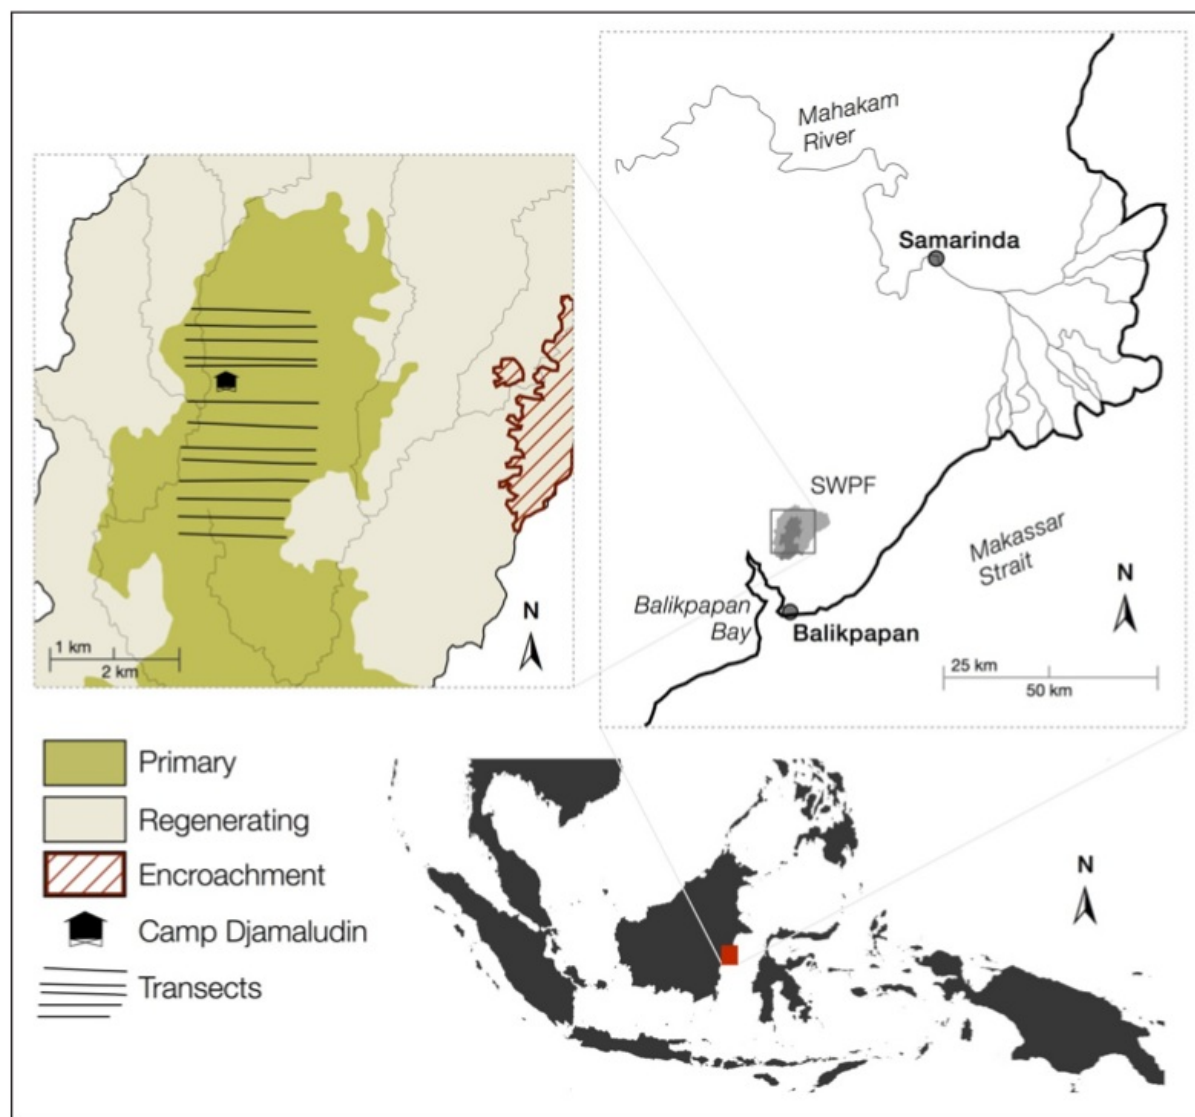 Mahakam
River
Samarinda
SWPF
Makassar
Strait
N
Balikpapan
Bay
Balikpapan
25 km
50 km
N
1 km
2 km
Primary
Regenerating
Encroachment
Camp Djamaludin
Transects
N